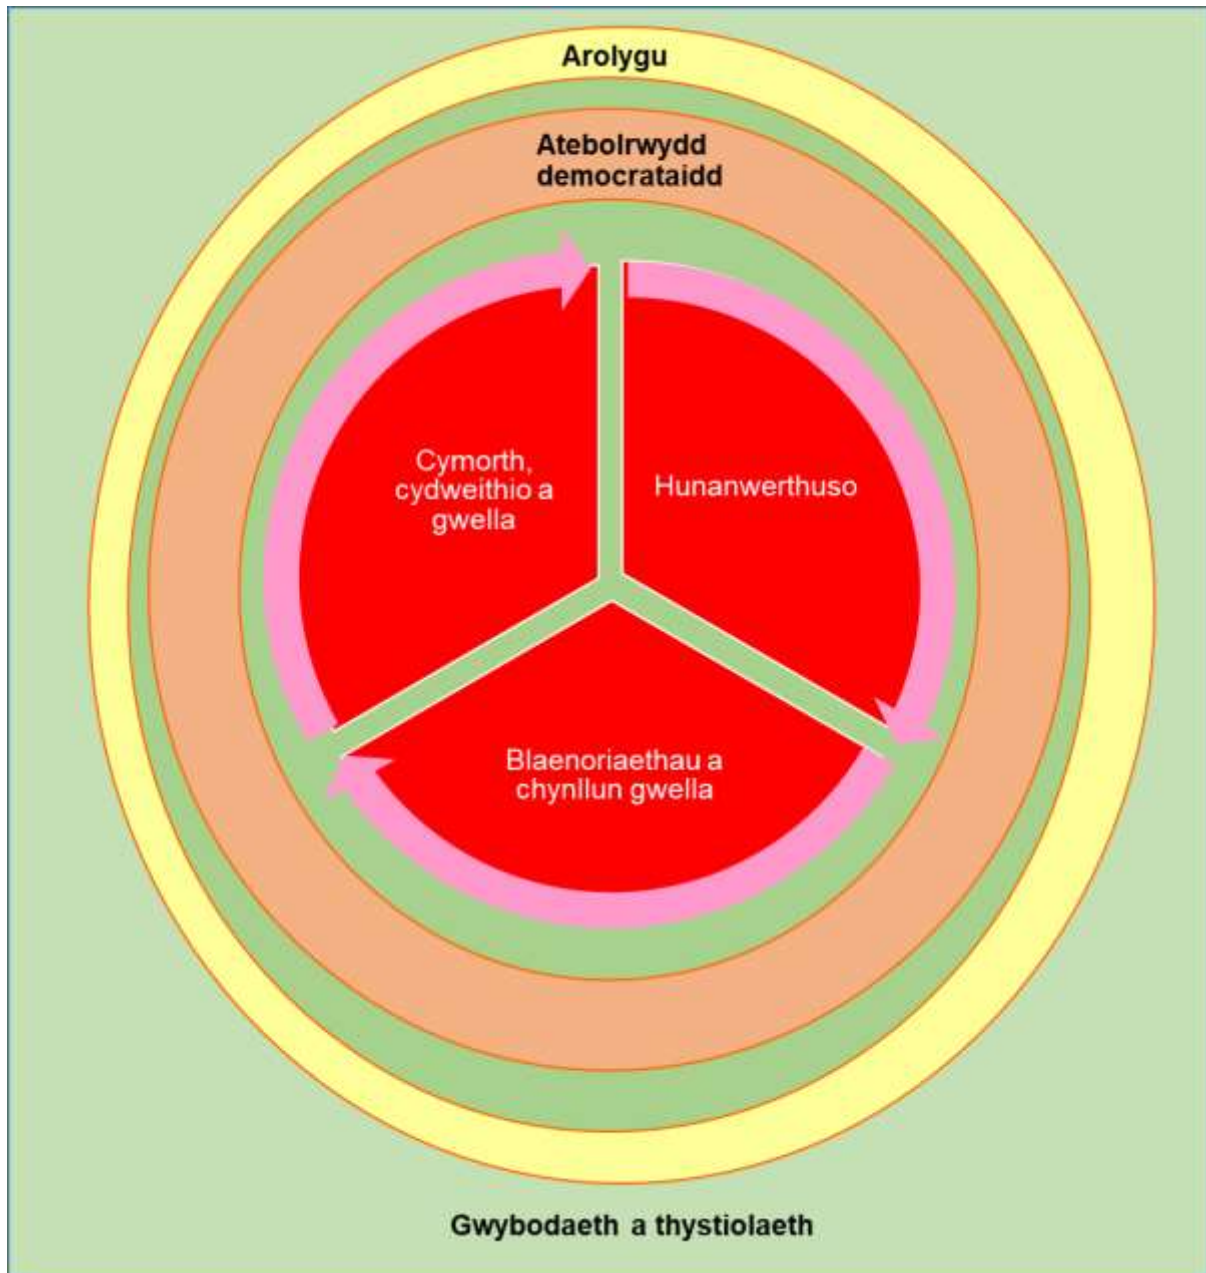 Arolygu
Atebolrwydd
democrataidd
Cymorth,
cydweithio a
gwella
Hunanwerthuso
Blaenoriaethau a
chynllun gwella
Gwybodaeth a thystiolaeth